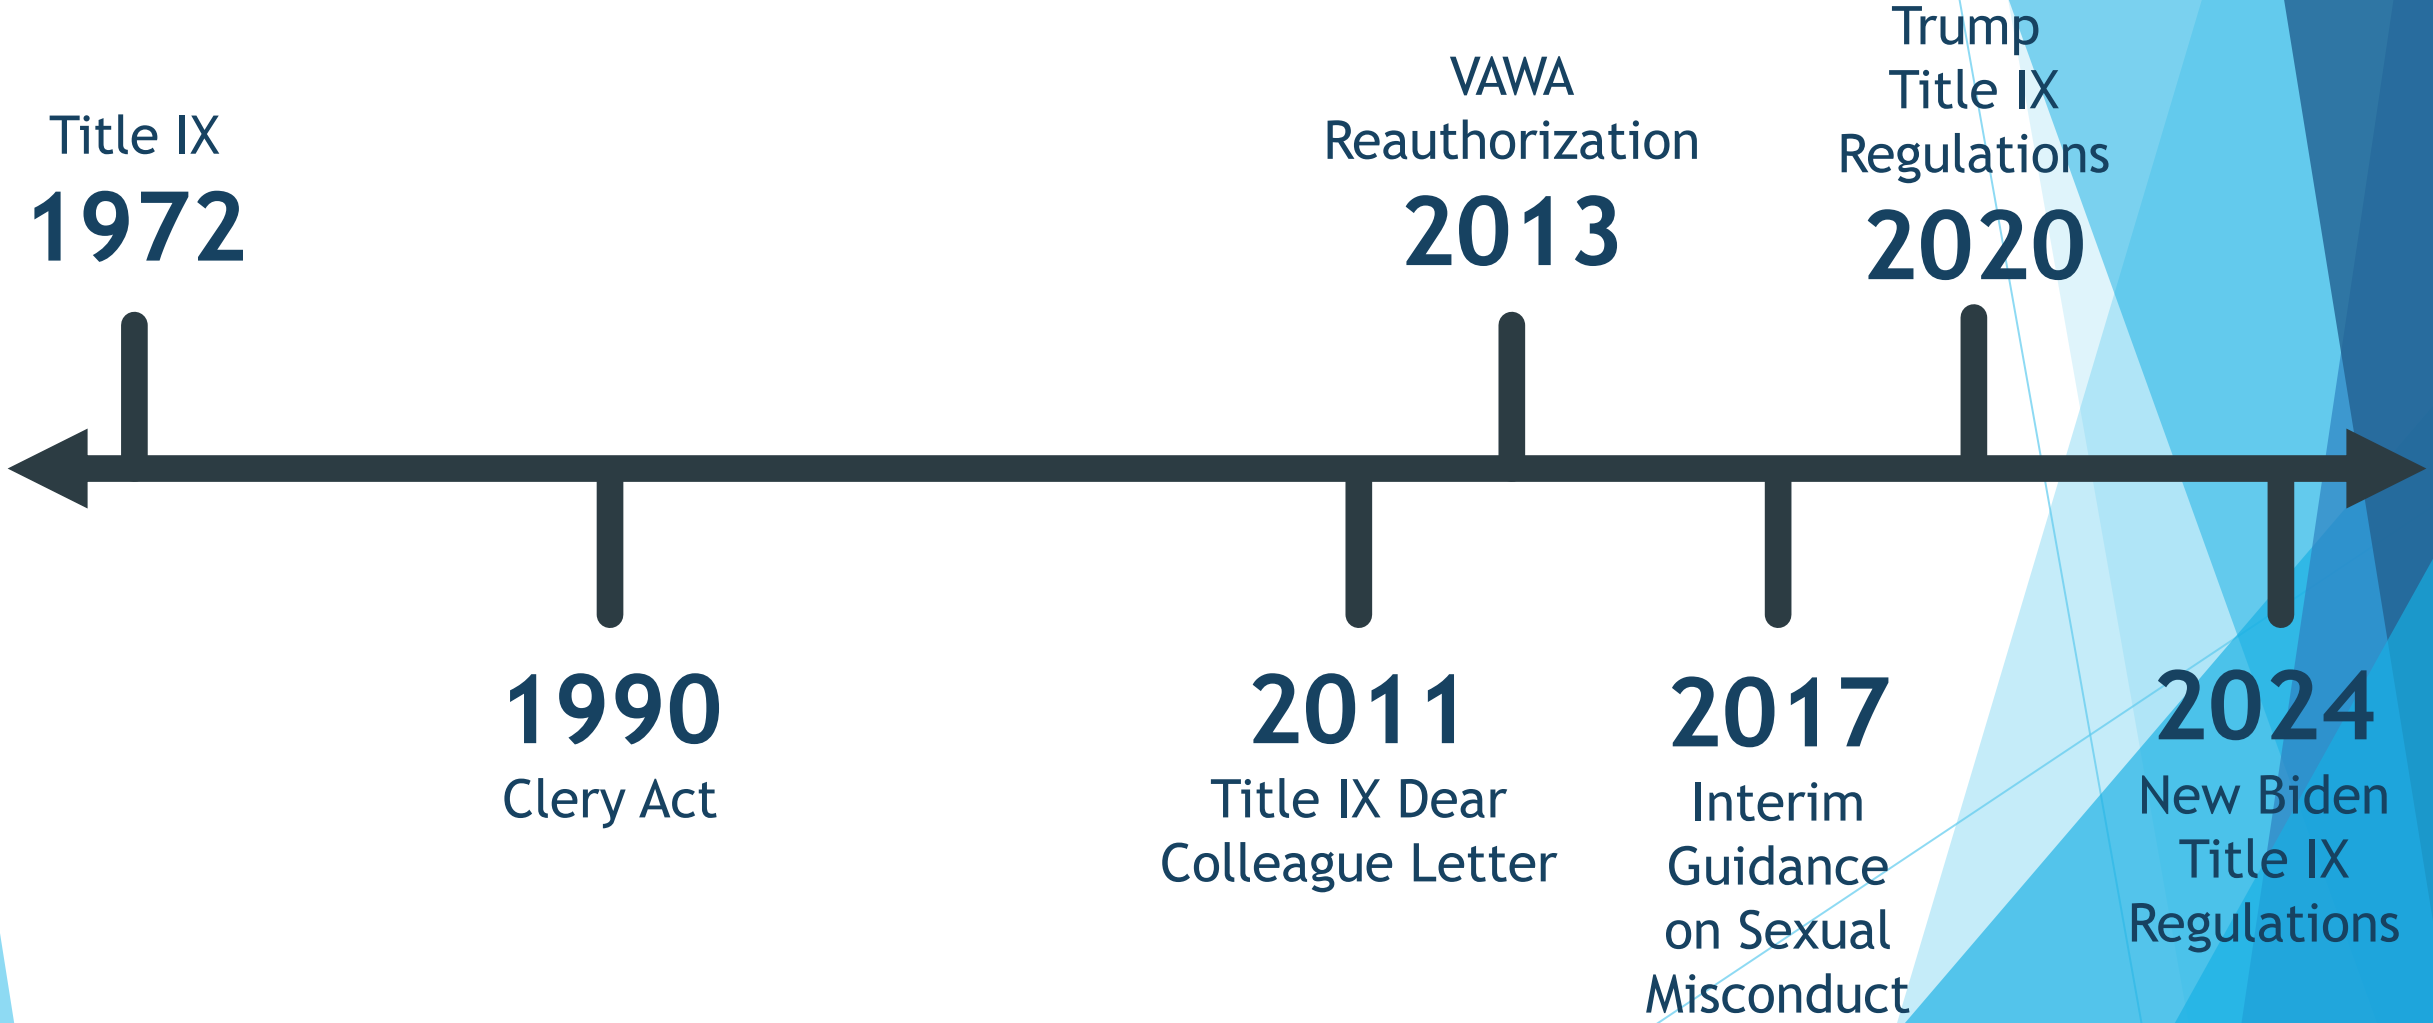 Title IX
1972
1990
Clery Act
2011
Title IX Dear
Colleague Letter
VAWA
Reauthorization
2013
2017
Interim
Guidance
on Sexual
Misconduct
Trump
Title IX
Regulations
2020
2024
New Biden
Title IX
Regulations